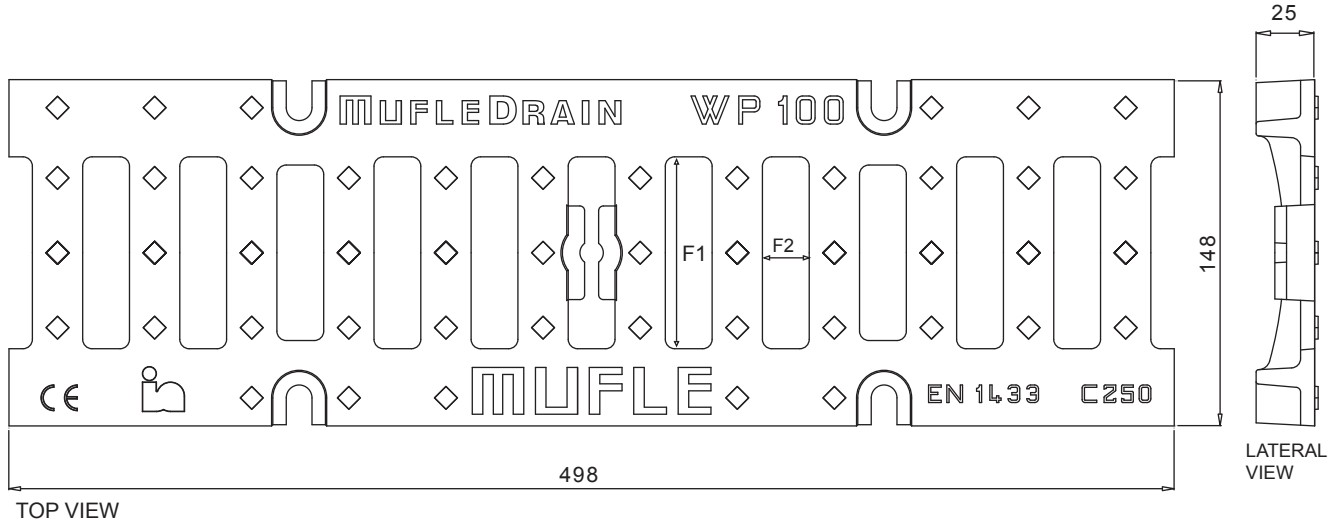 25
MUFLEDRAIN WP 100
F1
F2
148
CE
MUFLE
EN 1433 C250
LATERAL
VIEW
498
TOP VIEW